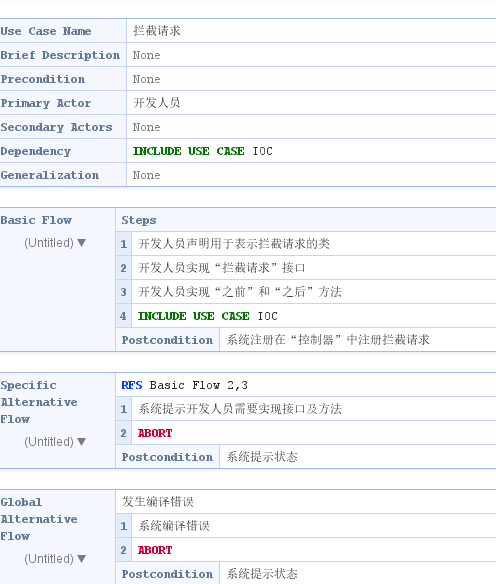 Use Case Name 拦截请求
Brief Description None
Precondition None
Primary Actor 开发人员
Secondary Actors None
Dependency INCLUDE USE CASE IOC
Generalization None
Basic Flow Steps
(Untitled) ▼
1 开发人员声明用于表示拦截请求的类
2 开发人员实现“拦截请求”接口
3 开发人员实现“之前”和“之后”方法
4 INCLUDE USE CASE IOC
Postcondition 系统注册在“控制器”中注册拦截请求
Specific Alternative Flow
(Untitled) ▼
RFS Basic Flow 2,3
1 系统提示开发人员需要实现接口及方法
2 ABORT
Postcondition 系统提示状态
Global Alternative Flow
(Untitled) ▼
发生编译错误
1 系统编译错误
2 ABORT
Postcondition 系统提示状态